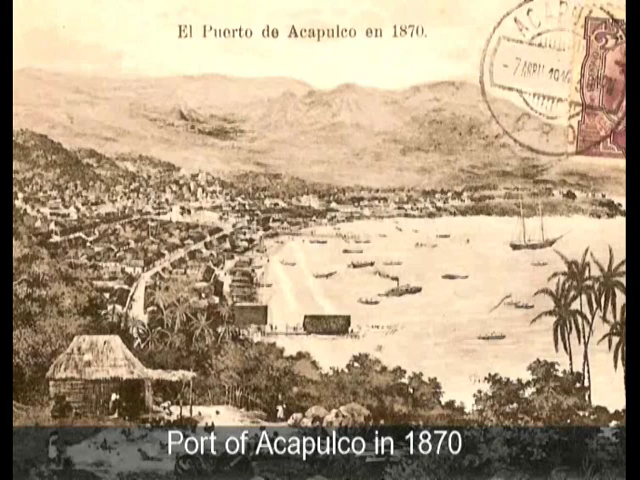 El Puerto de Acapulco en 1870.
Port of Acapulco in 1870